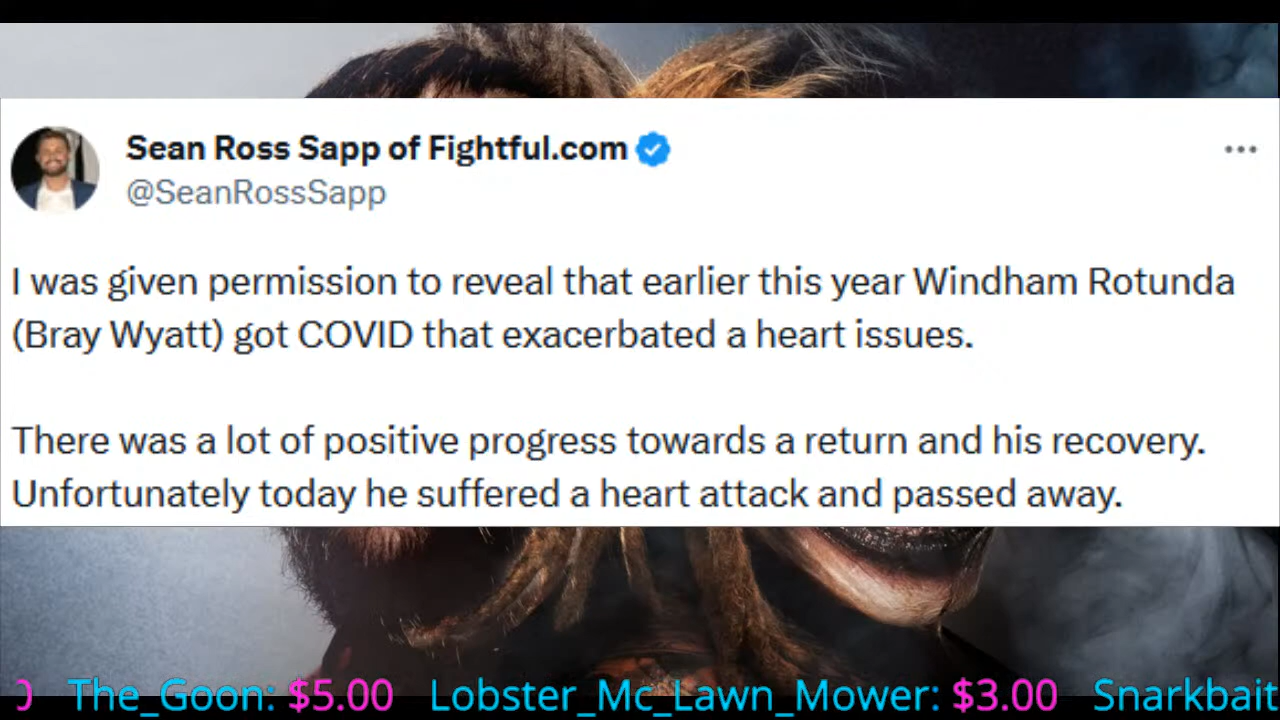 Sean Ross Sapp of Fightful.com
@SeanRossSapp
I was given permission to reveal that earlier this year Windham Rotunda
(Bray Wyatt) got COVID that exacerbated a heart issues.
There was a lot of positive progress towards a return and his recovery.
Unfortunately today he suffered a heart attack and passed away.
The_Goon: $5.00 Lobster_Mc_Lawn_Mower: $3.00 Snarkbait